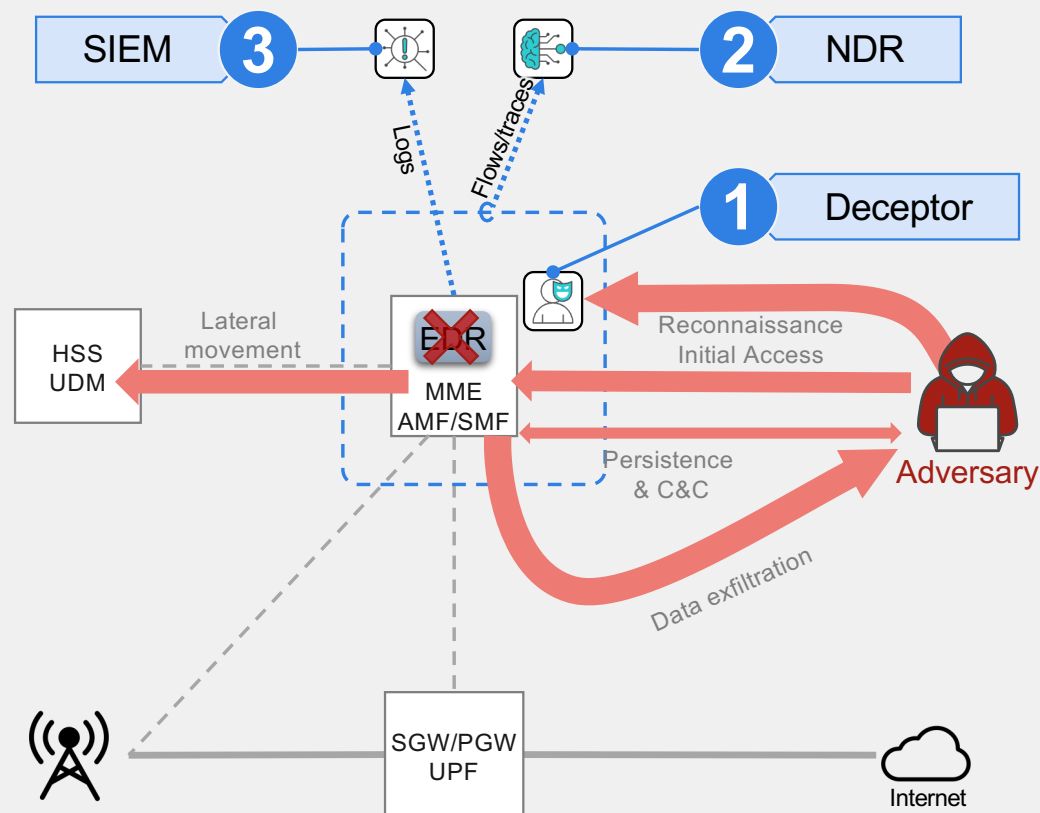 SIEM
3
2
NDR
Logs
Flows/traces
1
Deceptor
Lateral
movement
HSS
UDM
EDR
MME
AMF/SMF
Reconnaissance
Initial Access
Persistence
& C&C
Adversary
Data exfiltration
SGW/PGW
UPF
Internet